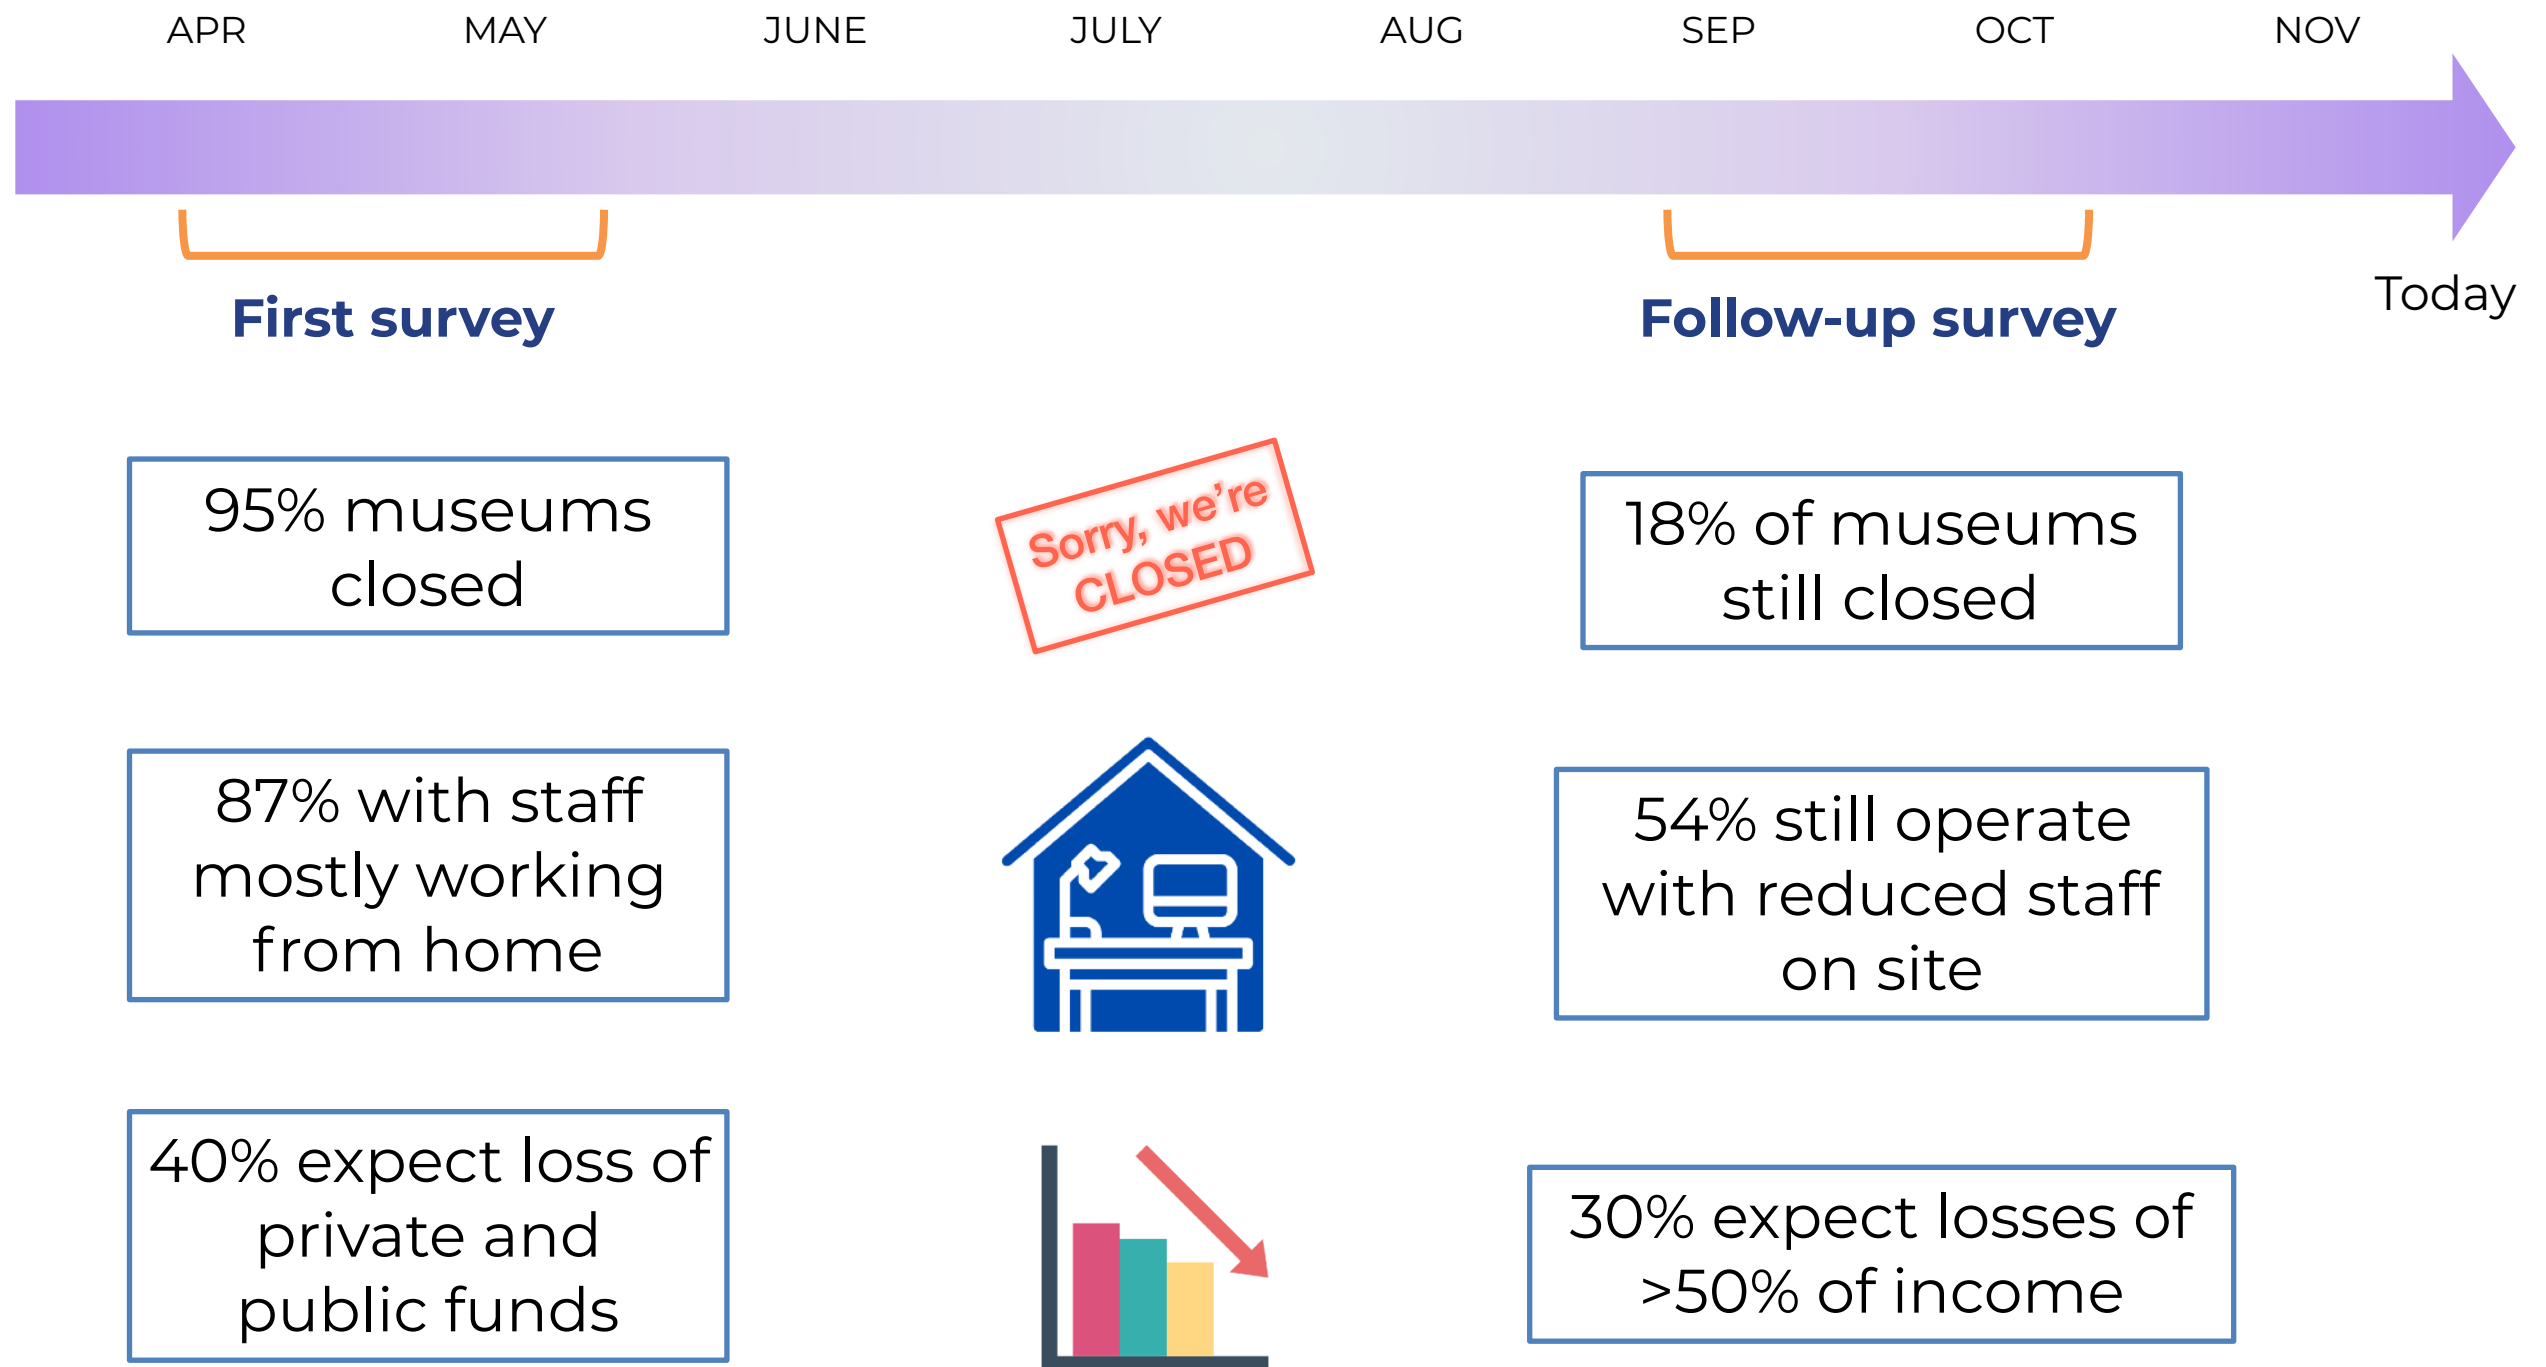 APR MAY JUNE JULY AUG SEP OCT NOV
First survey
Follow-up survey
Today
95% museums
closed
Sorry, we're
CLOSED
18% of museums
still closed
87% with staff
mostly working
from home
54% still operate
with reduced staff
on site
40% expect loss of
private and
public funds
30% expect losses of
>50% of income